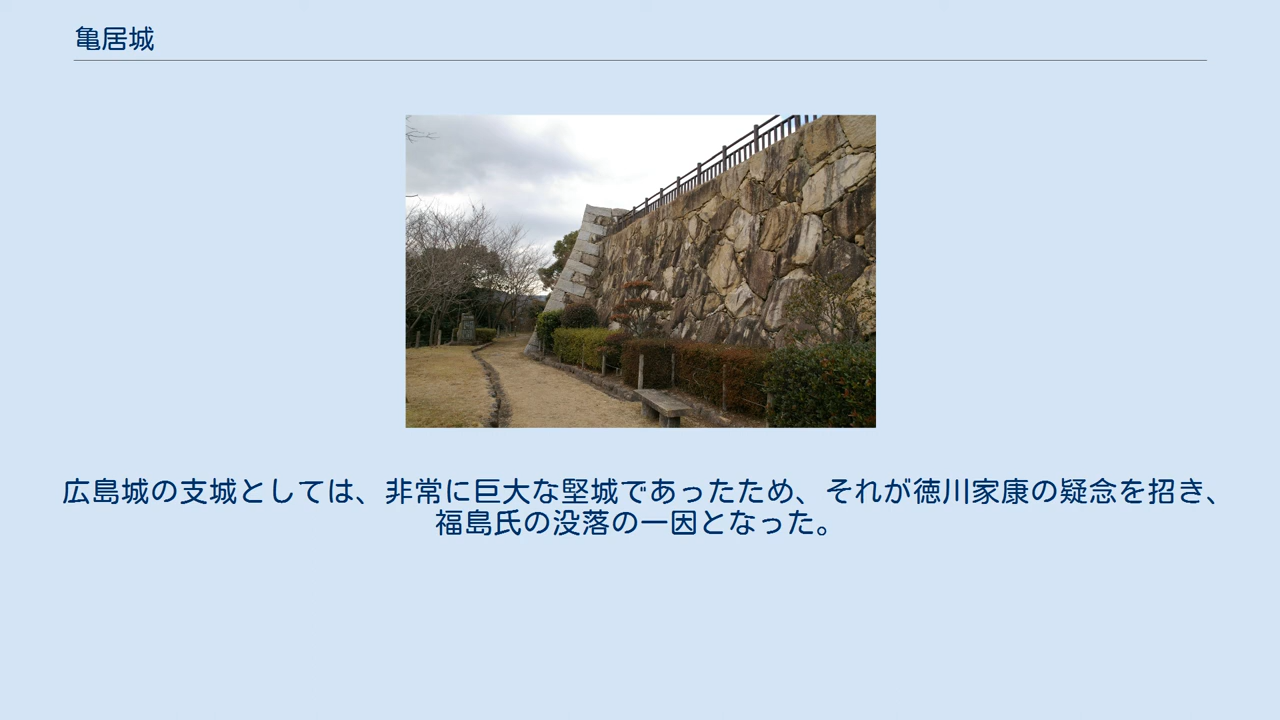 亀居城
広島城の支城としては、非常に巨大な堅城であったため、それが徳川家康の疑念を招き、
福島氏の没落の一因となった。